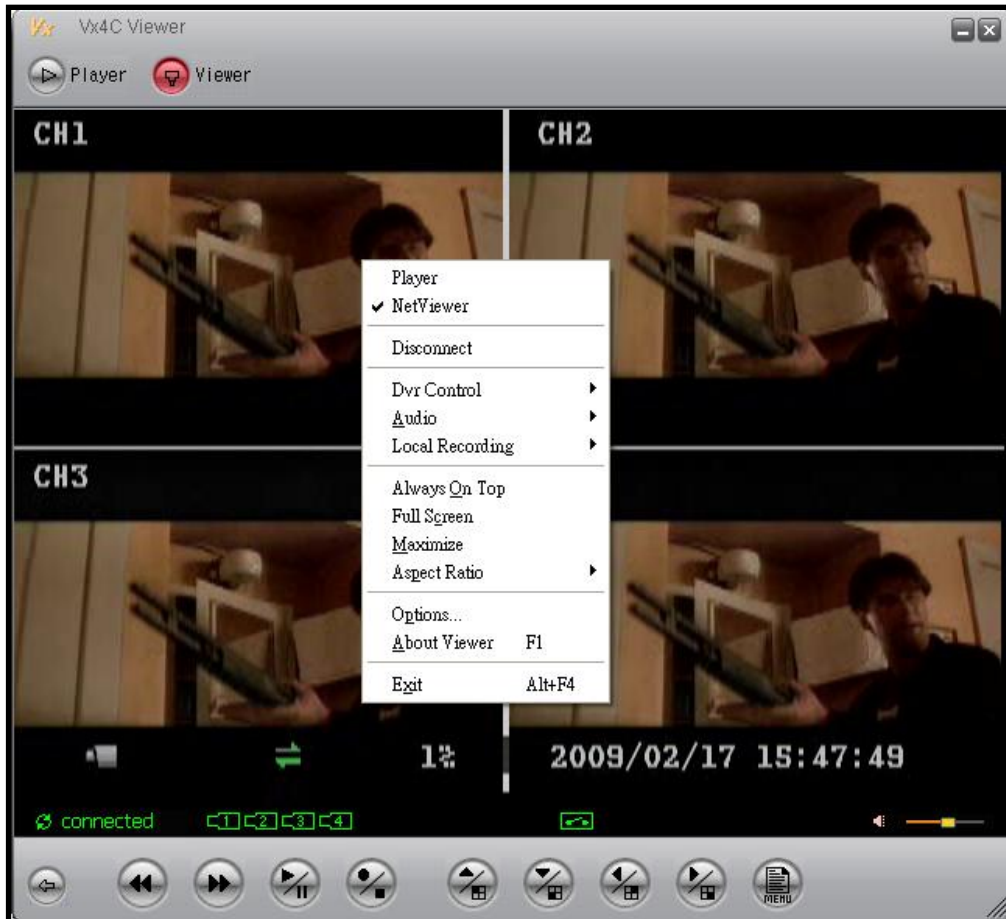 Vx Vx4C Viewer
Player Viewer
CH1 CH2
Player
NetViewer
Disconnect
Dvr Control
Audio
Local Recording
CH3
Always On Top
Full Screen
Maximize
Aspect Ratio
Options...
About Viewer F1
Exit Alt+F4
1% 2009/02/17 15:47:49
connected 1 2 3 4
MENU